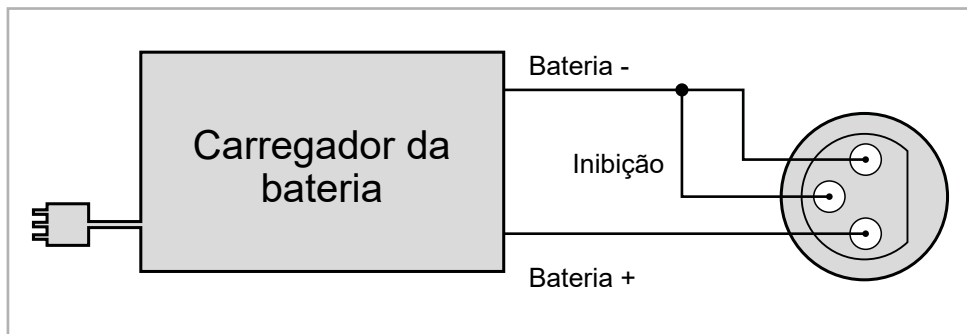 Bateria -
Carregador da
bateria
Inibição
Bateria +